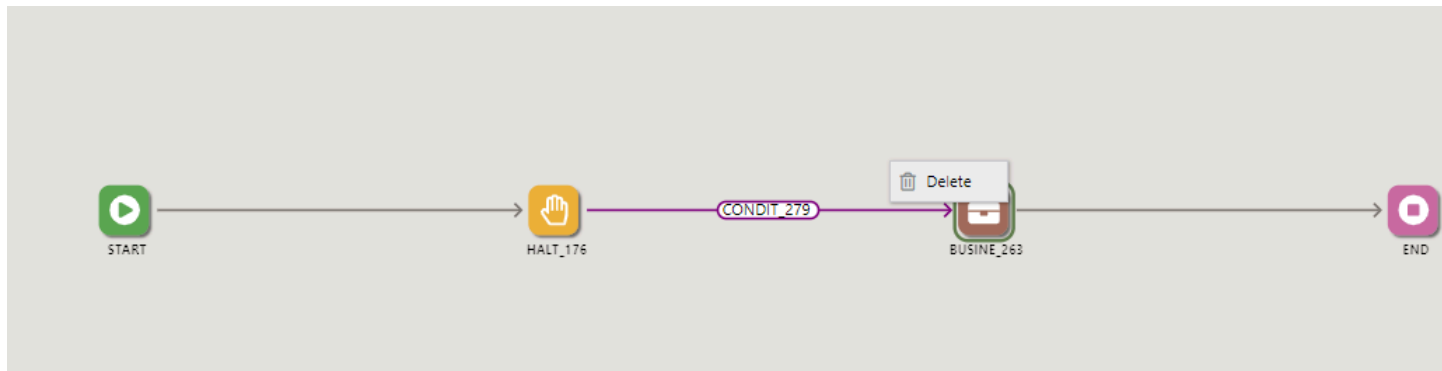 Delete
CONDIT_279
START
HALT_176
BUSINE_263
END